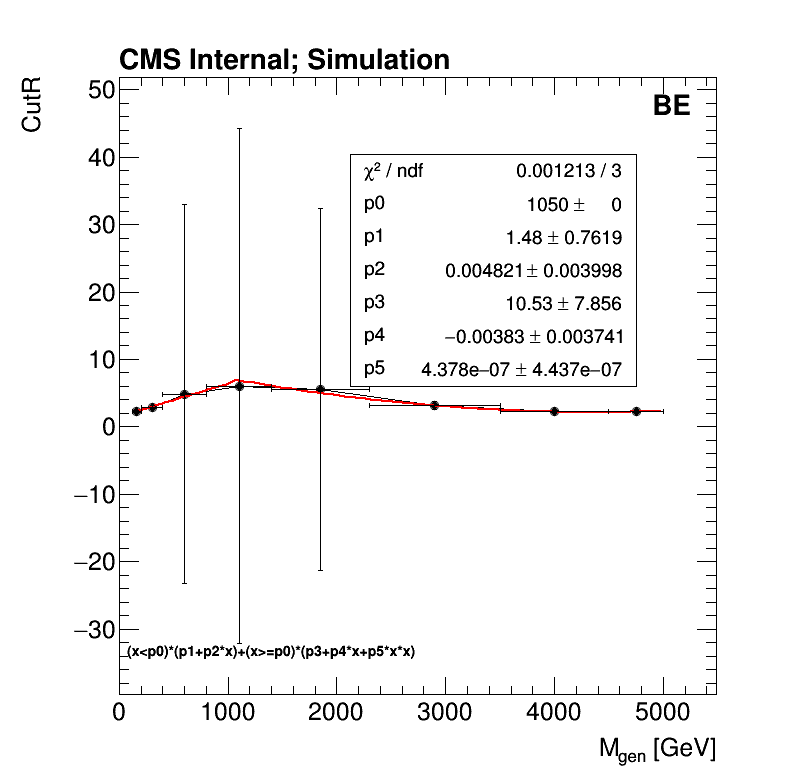 CMS Internal; Simulation
CutR
BE
50
40
30
20
10
0
−10
−20
−30
χ² / ndf 0.001213 / 3
p0 1050 ± 0
p1 1.48 ± 0.7619
p2 0.004821 ± 0.003998
p3 10.53 ± 7.856
p4 −0.00383 ± 0.003741
p5 4.378e−07 ± 4.437e−07
(x<p0)*(p1+p2*x)+(x>=p0)*(p3+p4*x+p5*x*x)
0 1000 2000 3000 4000 5000
Mgen [GeV]